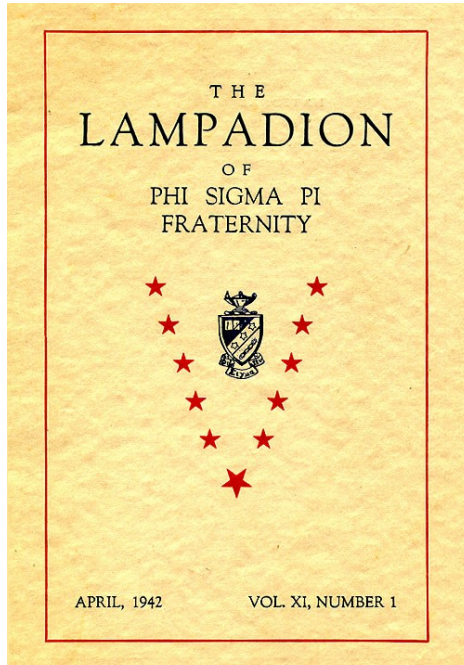 THE
LAMPADION
OF
PHI SIGMA PI
FRATERNITY
APRIL, 1942 VOL. XI, NUMBER 1